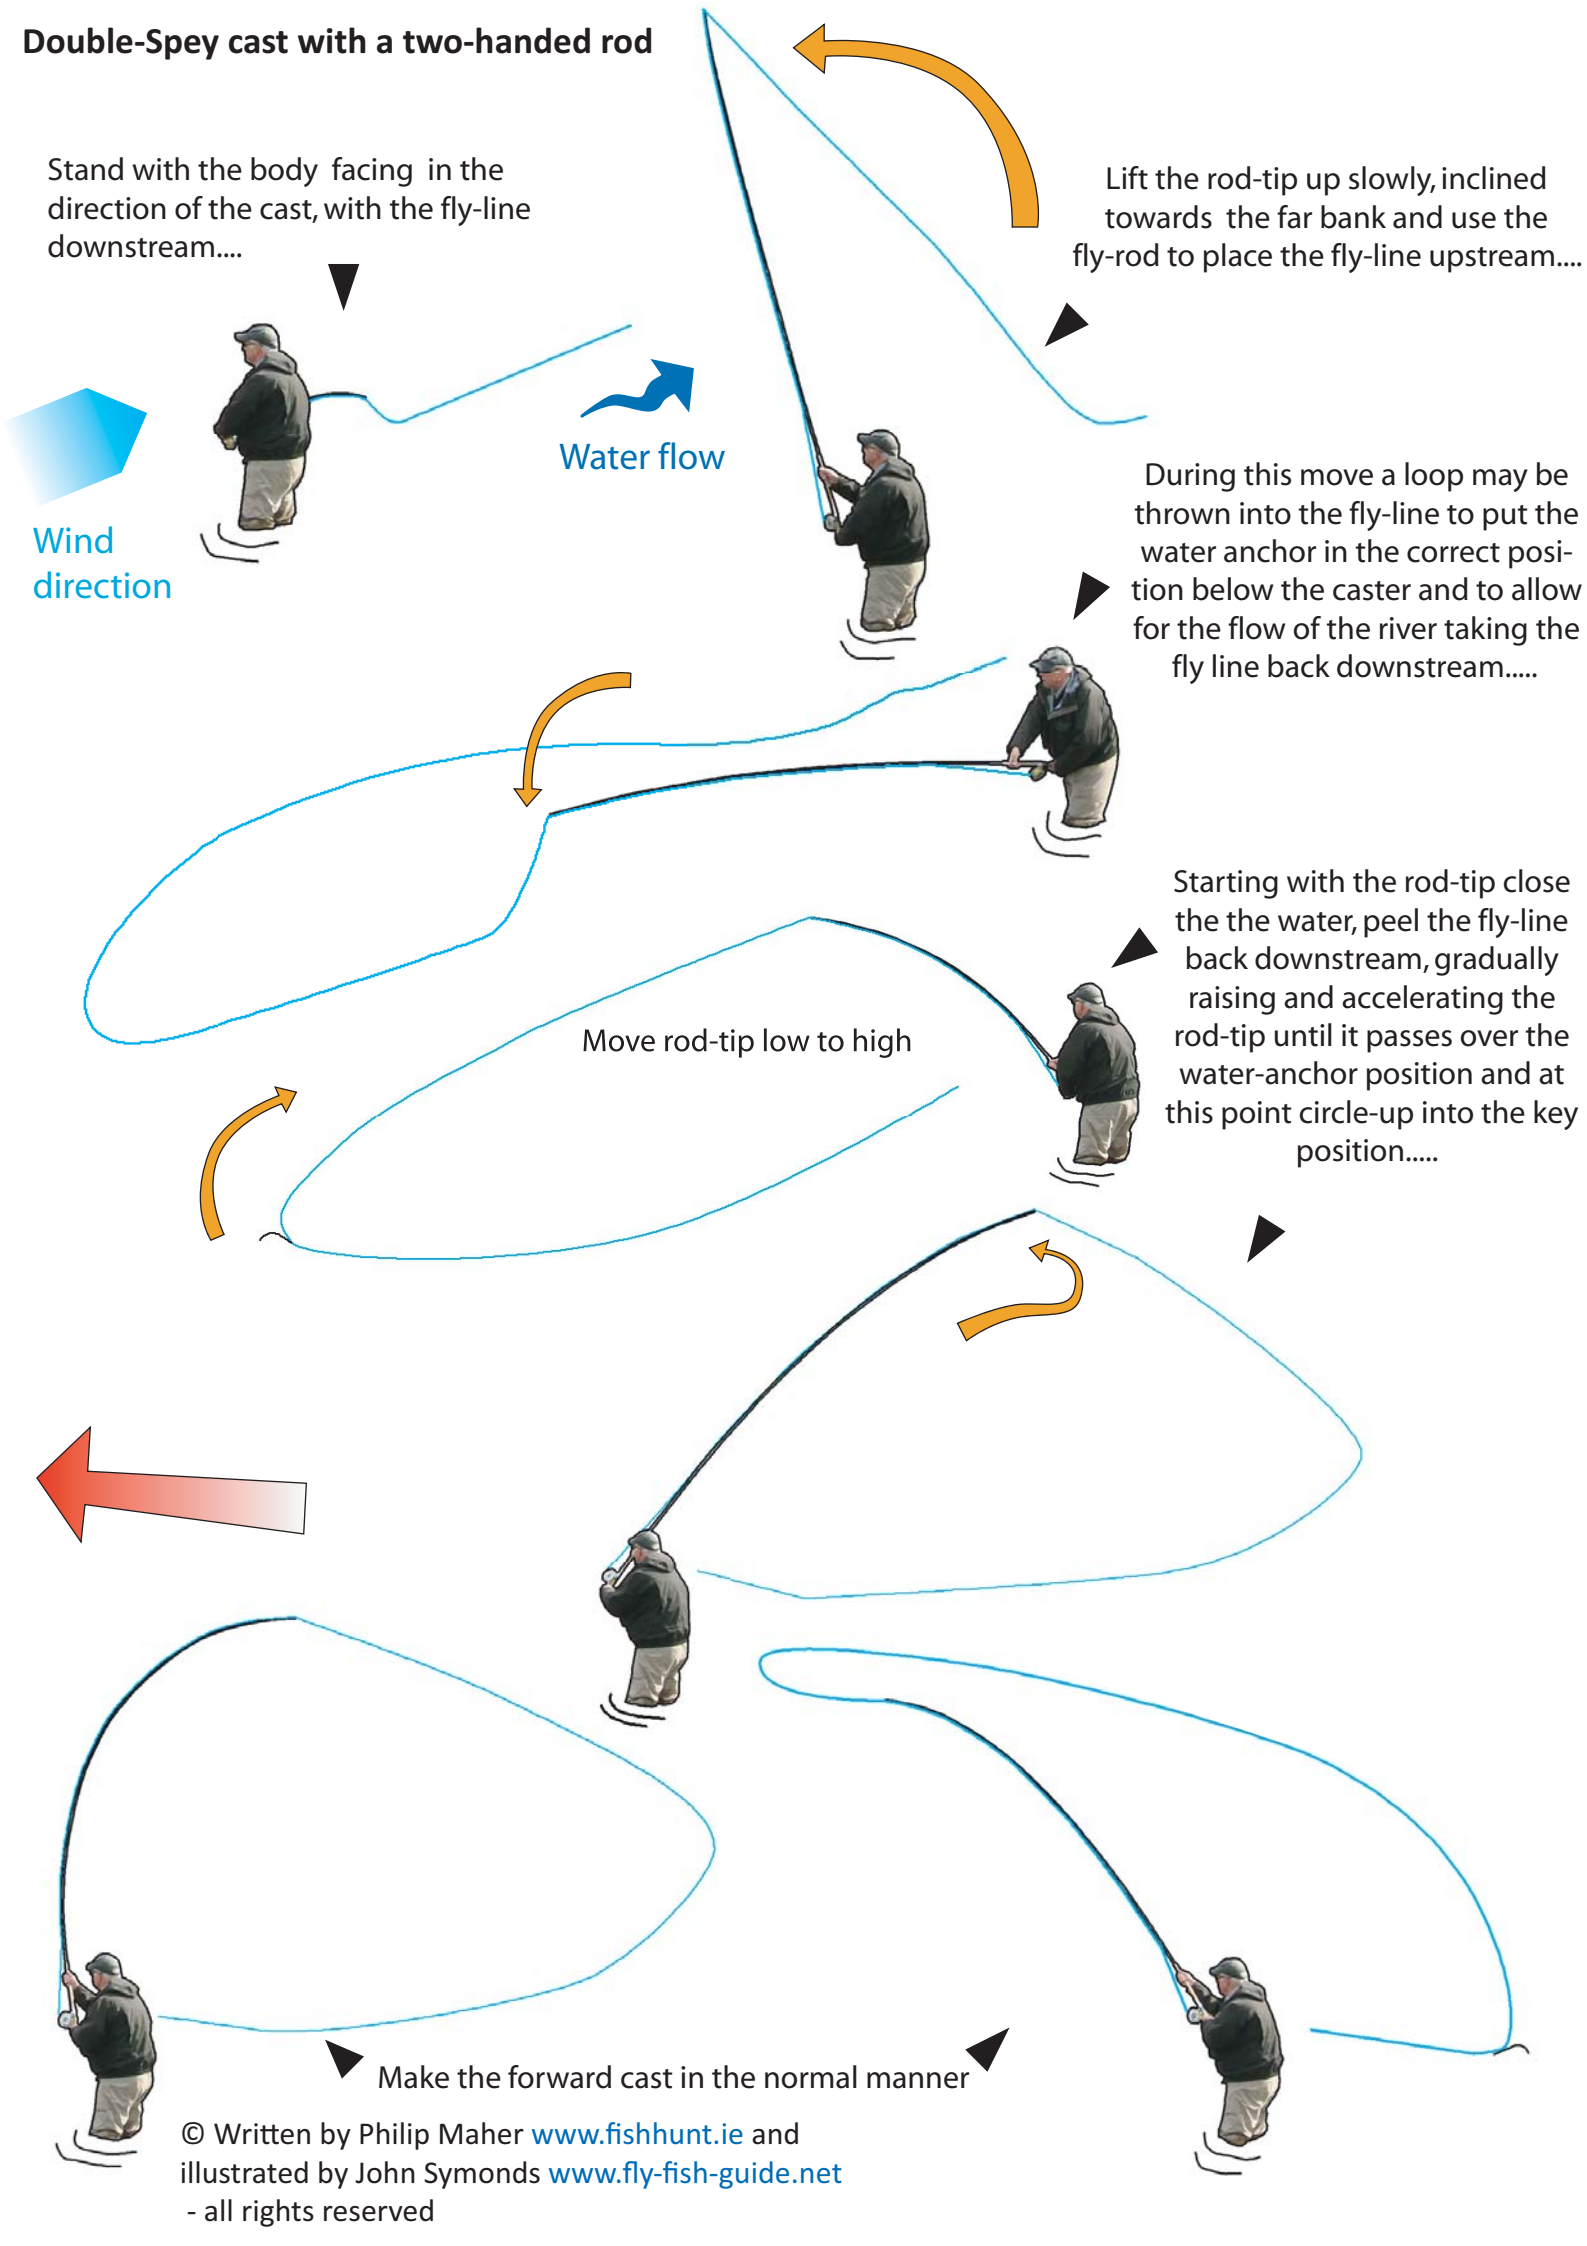 Double-Spey cast with a two-handed rod
Stand with the body facing in the
direction of the cast, with the fly-line
downstream....
Lift the rod-tip up slowly, inclined
towards the far bank and use the
fly-rod to place the fly-line upstream....
Water flow
Wind
direction
During this move a loop may be
thrown into the fly-line to put the
water anchor in the correct posi-
tion below the caster and to allow
for the flow of the river taking the
fly line back downstream.....
Starting with the rod-tip close
the the water, peel the fly-line
back downstream, gradually
raising and accelerating the
rod-tip until it passes over the
water-anchor position and at
this point circle-up into the key
position.....
Move rod-tip low to high
Make the forward cast in the normal manner
© Written by Philip Maher www.fishhunt.ie and
illustrated by John Symonds www.fly-fish-guide.net
- all rights reserved